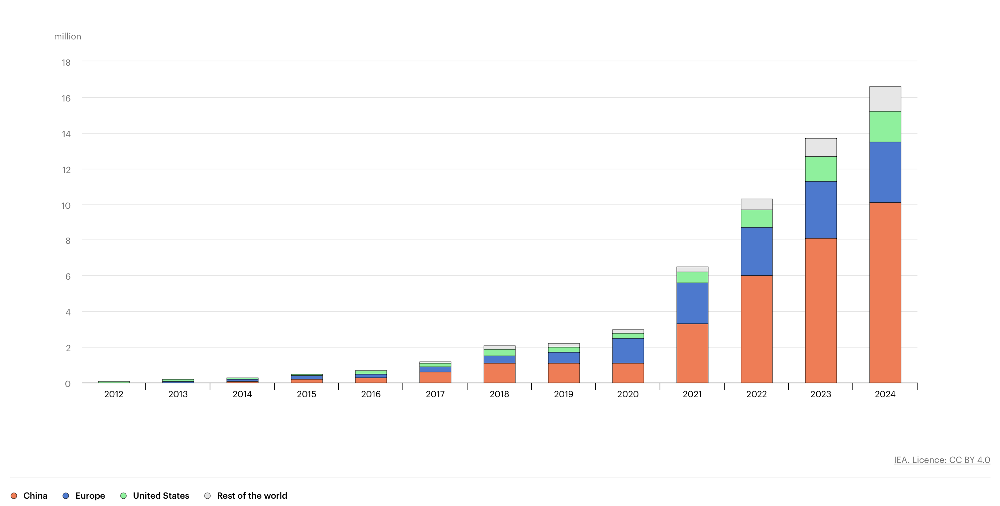 million
18
16
14
12
10
8
6
4
2
0
2012 2013 2014 2015 2016 2017 2018 2019 2020 2021 2022 2023 2024
IEA. Licence: CC BY 4.0
China Europe United States Rest of the world